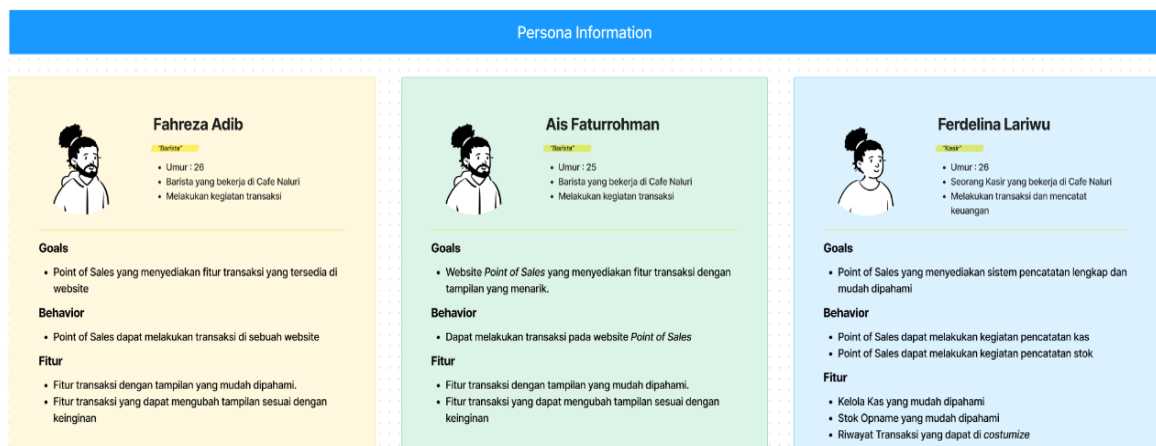 Persona Information
Fahreza Adib
"Barista"
• Umur : 26
• Barista yang bekerja di Cafe Naluri
• Melakukan kegiatan transaksi
Goals
• Point of Sales yang menyediakan fitur transaksi yang tersedia di
website
Behavior
• Point of Sales dapat melakukan transaksi di sebuah website
Fitur
• Fitur transaksi dengan tampilan yang mudah dipahami.
• Fitur transaksi yang dapat mengubah tampilan sesuai dengan
keinginan
Ais Faturrohman
"Barista"
• Umur : 25
• Barista yang bekerja di Cafe Naluri
• Melakukan kegiatan transaksi
Goals
• Website Point of Sales yang menyediakan fitur transaksi dengan
tampilan yang menarik.
Behavior
• Dapat melakukan transaksi pada website Point of Sales
Fitur
• Fitur transaksi dengan tampilan yang mudah dipahami.
• Fitur transaksi yang dapat mengubah tampilan sesuai dengan
keinginan
Ferdelina Lariwu
"Kasir"
• Umur : 26
• Seorang Kasir yang bekerja di Cafe Naluri
• Melakukan transaksi dan mencatat
keuangan
Goals
• Point of Sales yang menyediakan sistem pencatatan lengkap dan
mudah dipahami
Behavior
• Point of Sales dapat melakukan kegiatan pencatatan kas
• Point of Sales dapat melakukan kegiatan pencatatan stok
Fitur
• Kelola Kas yang mudah dipahami
• Stok Opname yang mudah dipahami
• Riwayat Transaksi yang dapat di costumize